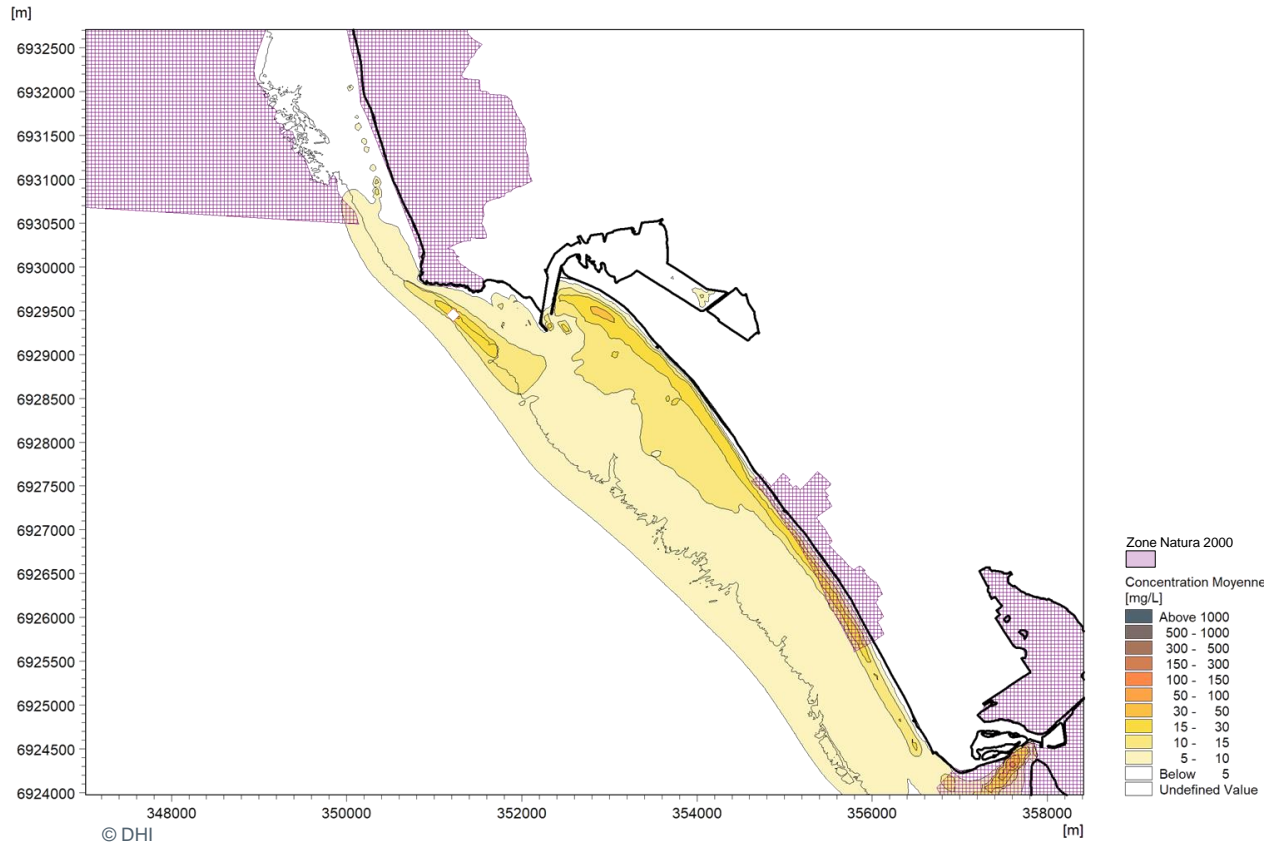 [m]
6932500
6932000
6931500
6931000
6930500
6930000
6929500
6929000
6928500
6928000
6927500
6927000
6926500
6926000
6925500
6925000
6924500
6924000
348000 350000 352000 354000 356000 358000
[m]
© DHI
Zone Natura 2000
Concentration Moyenne
[mg/L]
Above 1000
500 - 1000
300 - 500
150 - 300
100 - 150
50 - 100
30 - 50
15 - 30
10 - 15
5 - 10
Below 5
Undefined Value